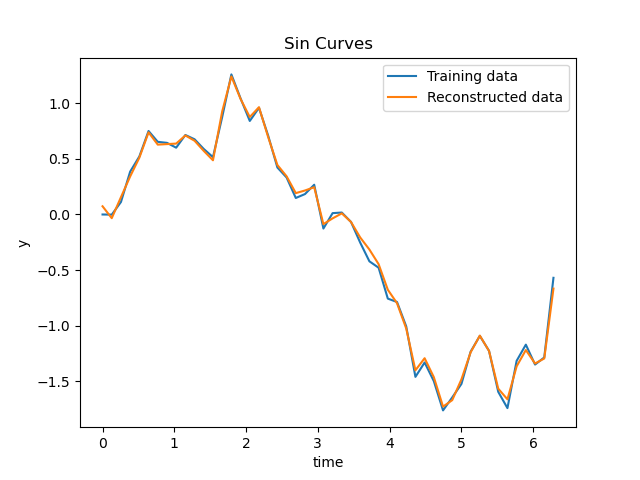 Sin Curves
Training data
Reconstructed data
1.0
0.5
0.0
−0.5
−1.0
−1.5
y
0 1 2 3 4 5 6
time